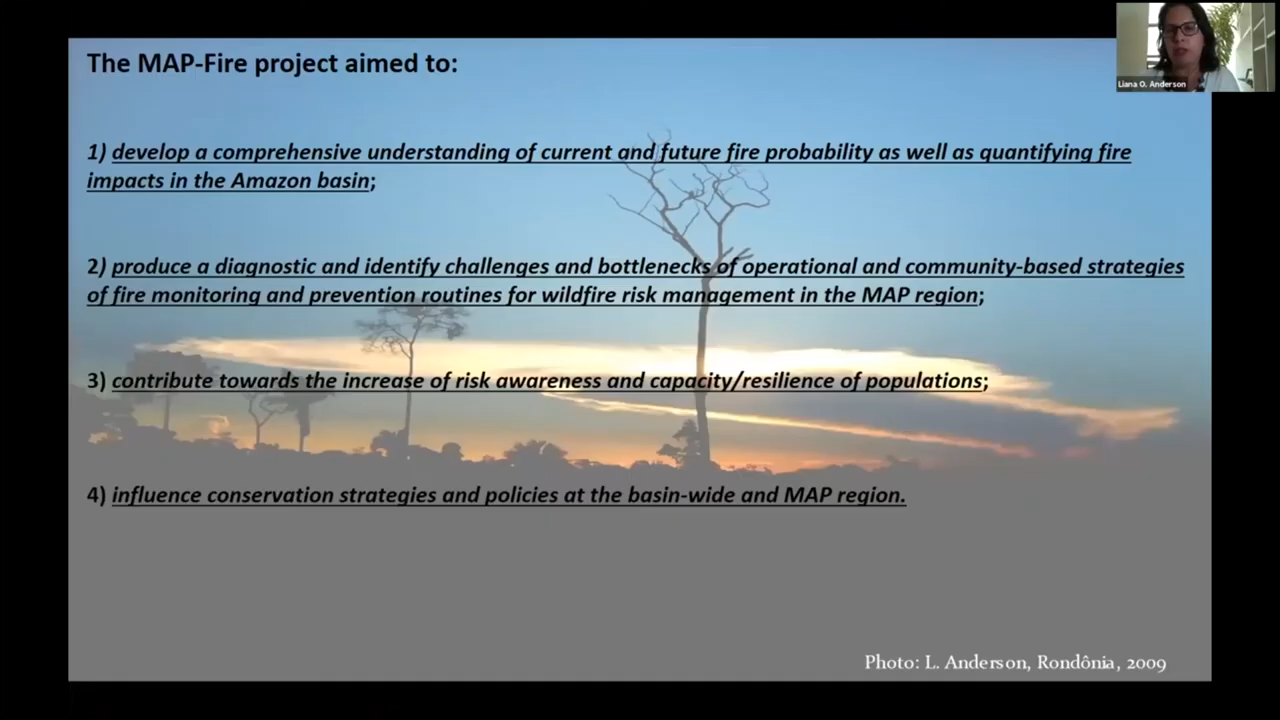 Liana O. Anderson
The MAP-Fire project aimed to:
1) develop a comprehensive understanding of current and future fire probability as well as quantifying fire
impacts in the Amazon basin;
2) produce a diagnostic and identify challenges and bottlenecks of operational and community-based strategies
of fire monitoring and prevention routines for wildfire risk management in the MAP region;
3) contribute towards the increase of risk awareness and capacity/resilience of populations;
4) influence conservation strategies and policies at the basin-wide and MAP region.
Photo: L. Anderson, Rondônia, 2009